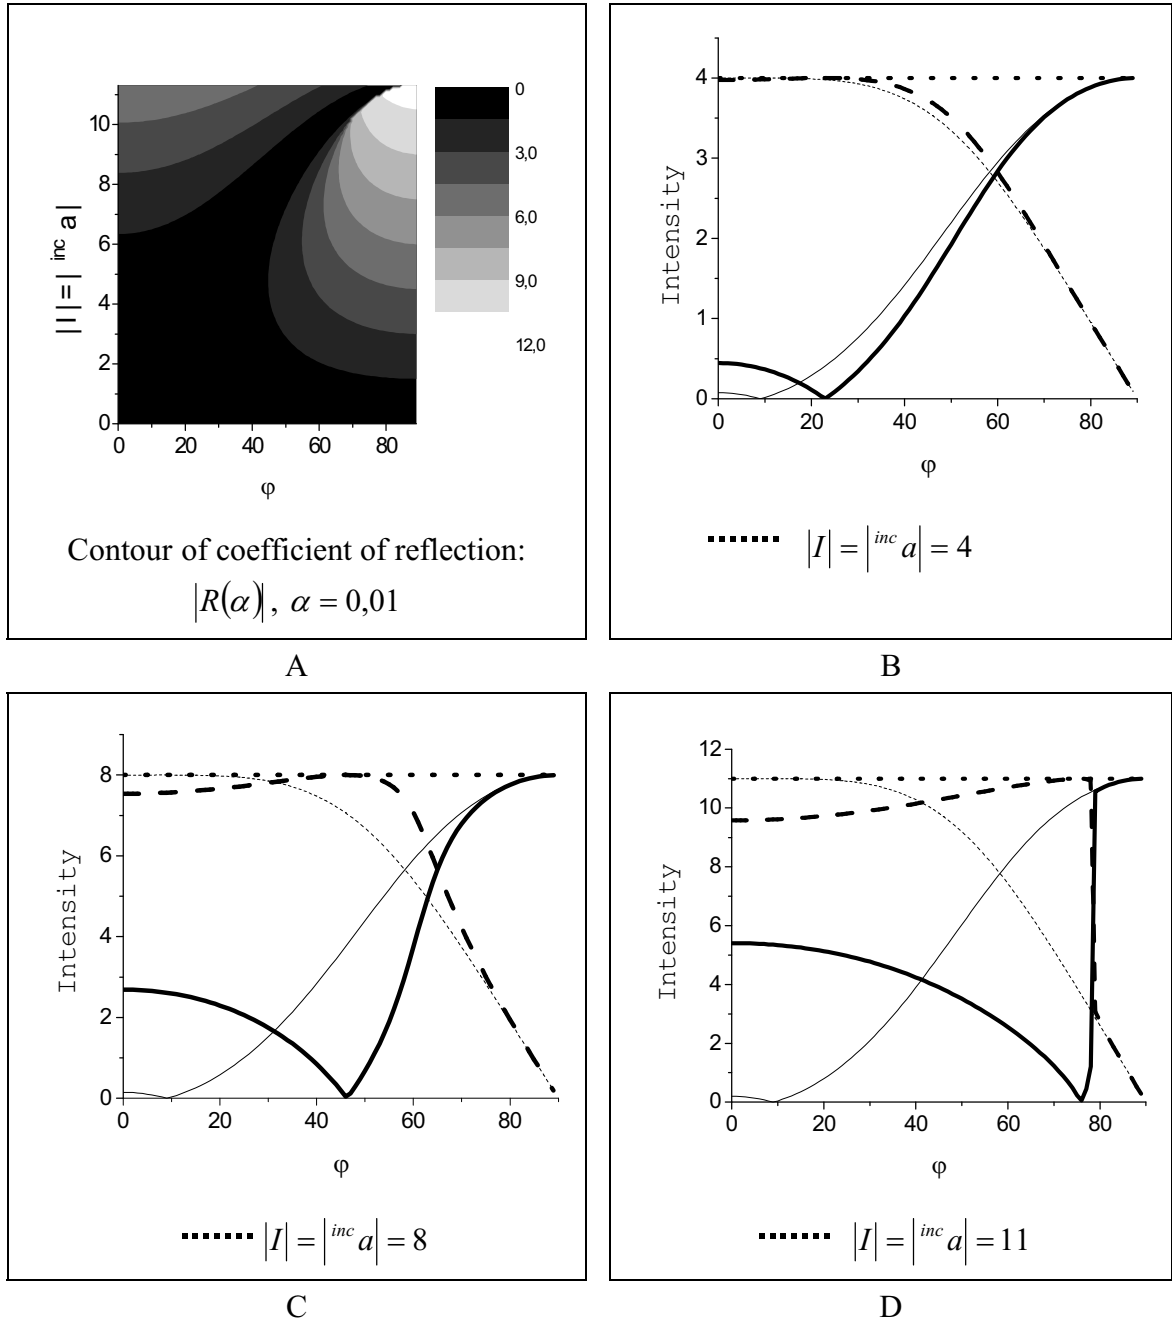 0
3,0
6,0
9,0
12,0
10
8
6
4
2
0
|I|=|inc a|
0 20 40 60 80
φ
Contour of coefficient of reflection:
|R(α)|, α = 0,01
A
4
3
2
1
0
Intensity
0 20 40 60 80
φ
|I| = |inc a| = 4
B
8
6
4
2
0
Intensity
0 20 40 60 80
φ
|I| = |inc a| = 8
C
12
10
8
6
4
2
0
Intensity
0 20 40 60 80
φ
|I| = |inc a| = 11
D